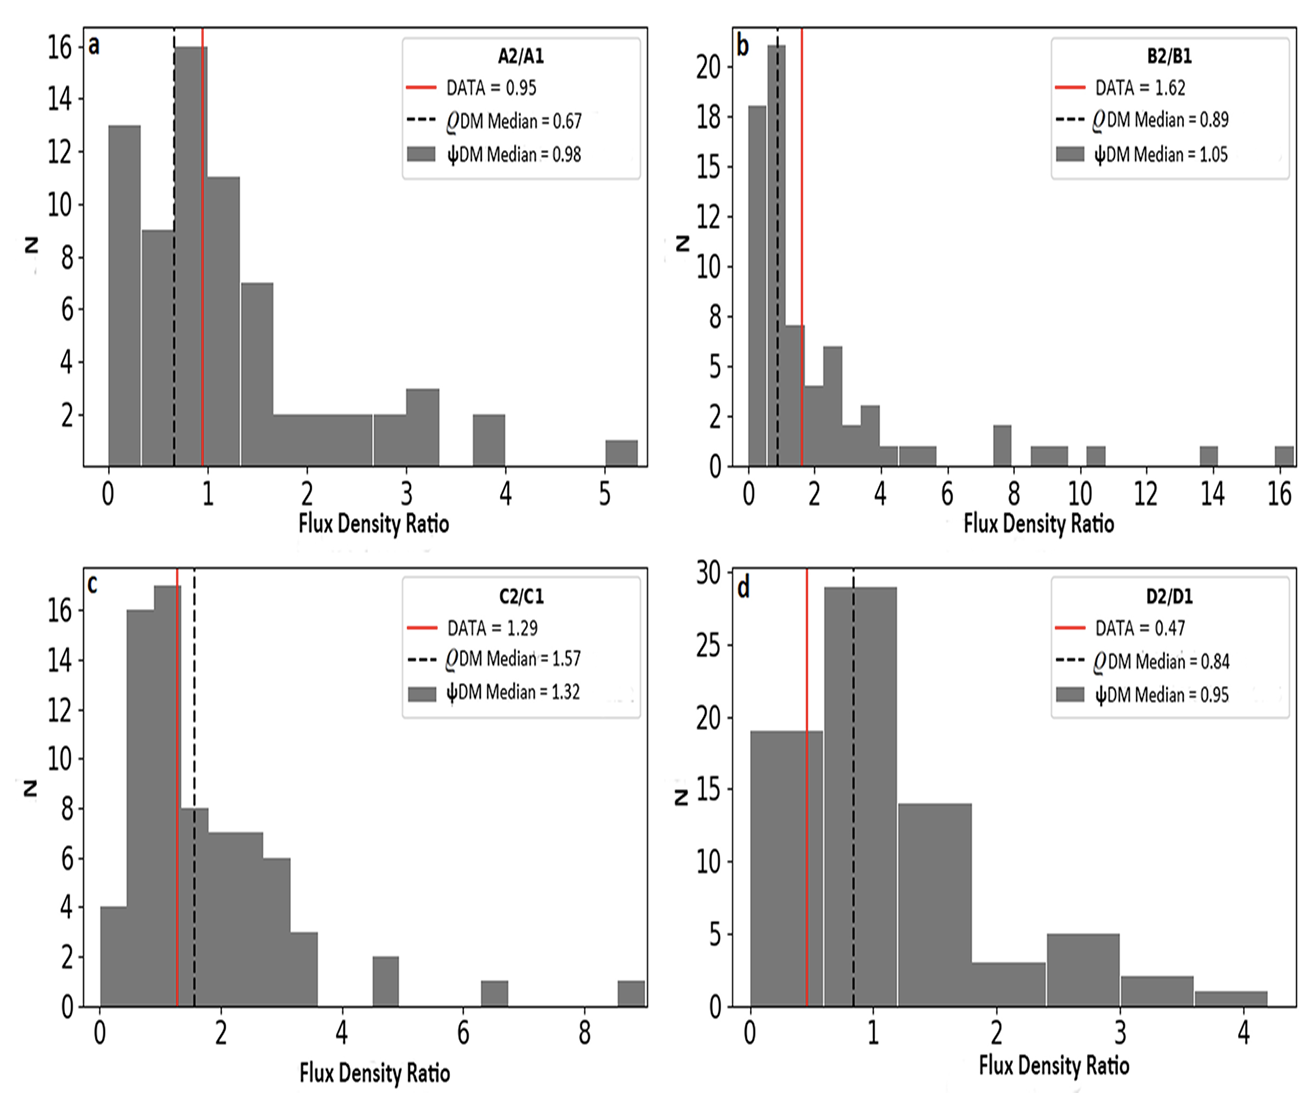 a
A2/A1
DATA = 0.95
ϱDM Median = 0.67
ψDM Median = 0.98
16
14
12
10
8
6
4
2
N
0 1 2 3 4 5
Flux Density Ratio
b
B2/B1
DATA = 1.62
ϱDM Median = 0.89
ψDM Median = 1.05
20
18
15
12
10
8
5
2
0
N
0 2 4 6 8 10 12 14 16
Flux Density Ratio
c
C2/C1
DATA = 1.29
ϱDM Median = 1.57
ψDM Median = 1.32
16
14
12
10
8
6
4
2
0
N
0 2 4 6 8
Flux Density Ratio
d
D2/D1
DATA = 0.47
ϱDM Median = 0.84
ψDM Median = 0.95
30
25
20
15
10
5
0
N
0 1 2 3 4
Flux Density Ratio